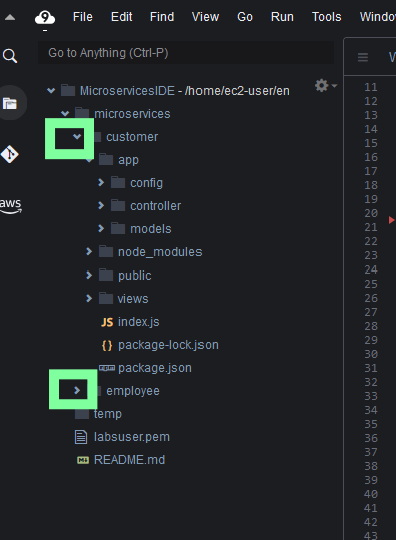 9 File Edit Find View Go Run Tools Window
Go to Anything (Ctrl-P)
MicroservicesIDE - /home/ec2-user/en
microservices
customer
app
config
controller
models
node_modules
public
views
JS index.js
{ } package-lock.json
package.json
employee
temp
labsuser.pem
README.md
aws
11
12
13
14
15
16
17
18
19
20
21
22
23
24
25
26
27
28
29
30
31
32
33
34
35
36
37
38
39
40
41
42
43